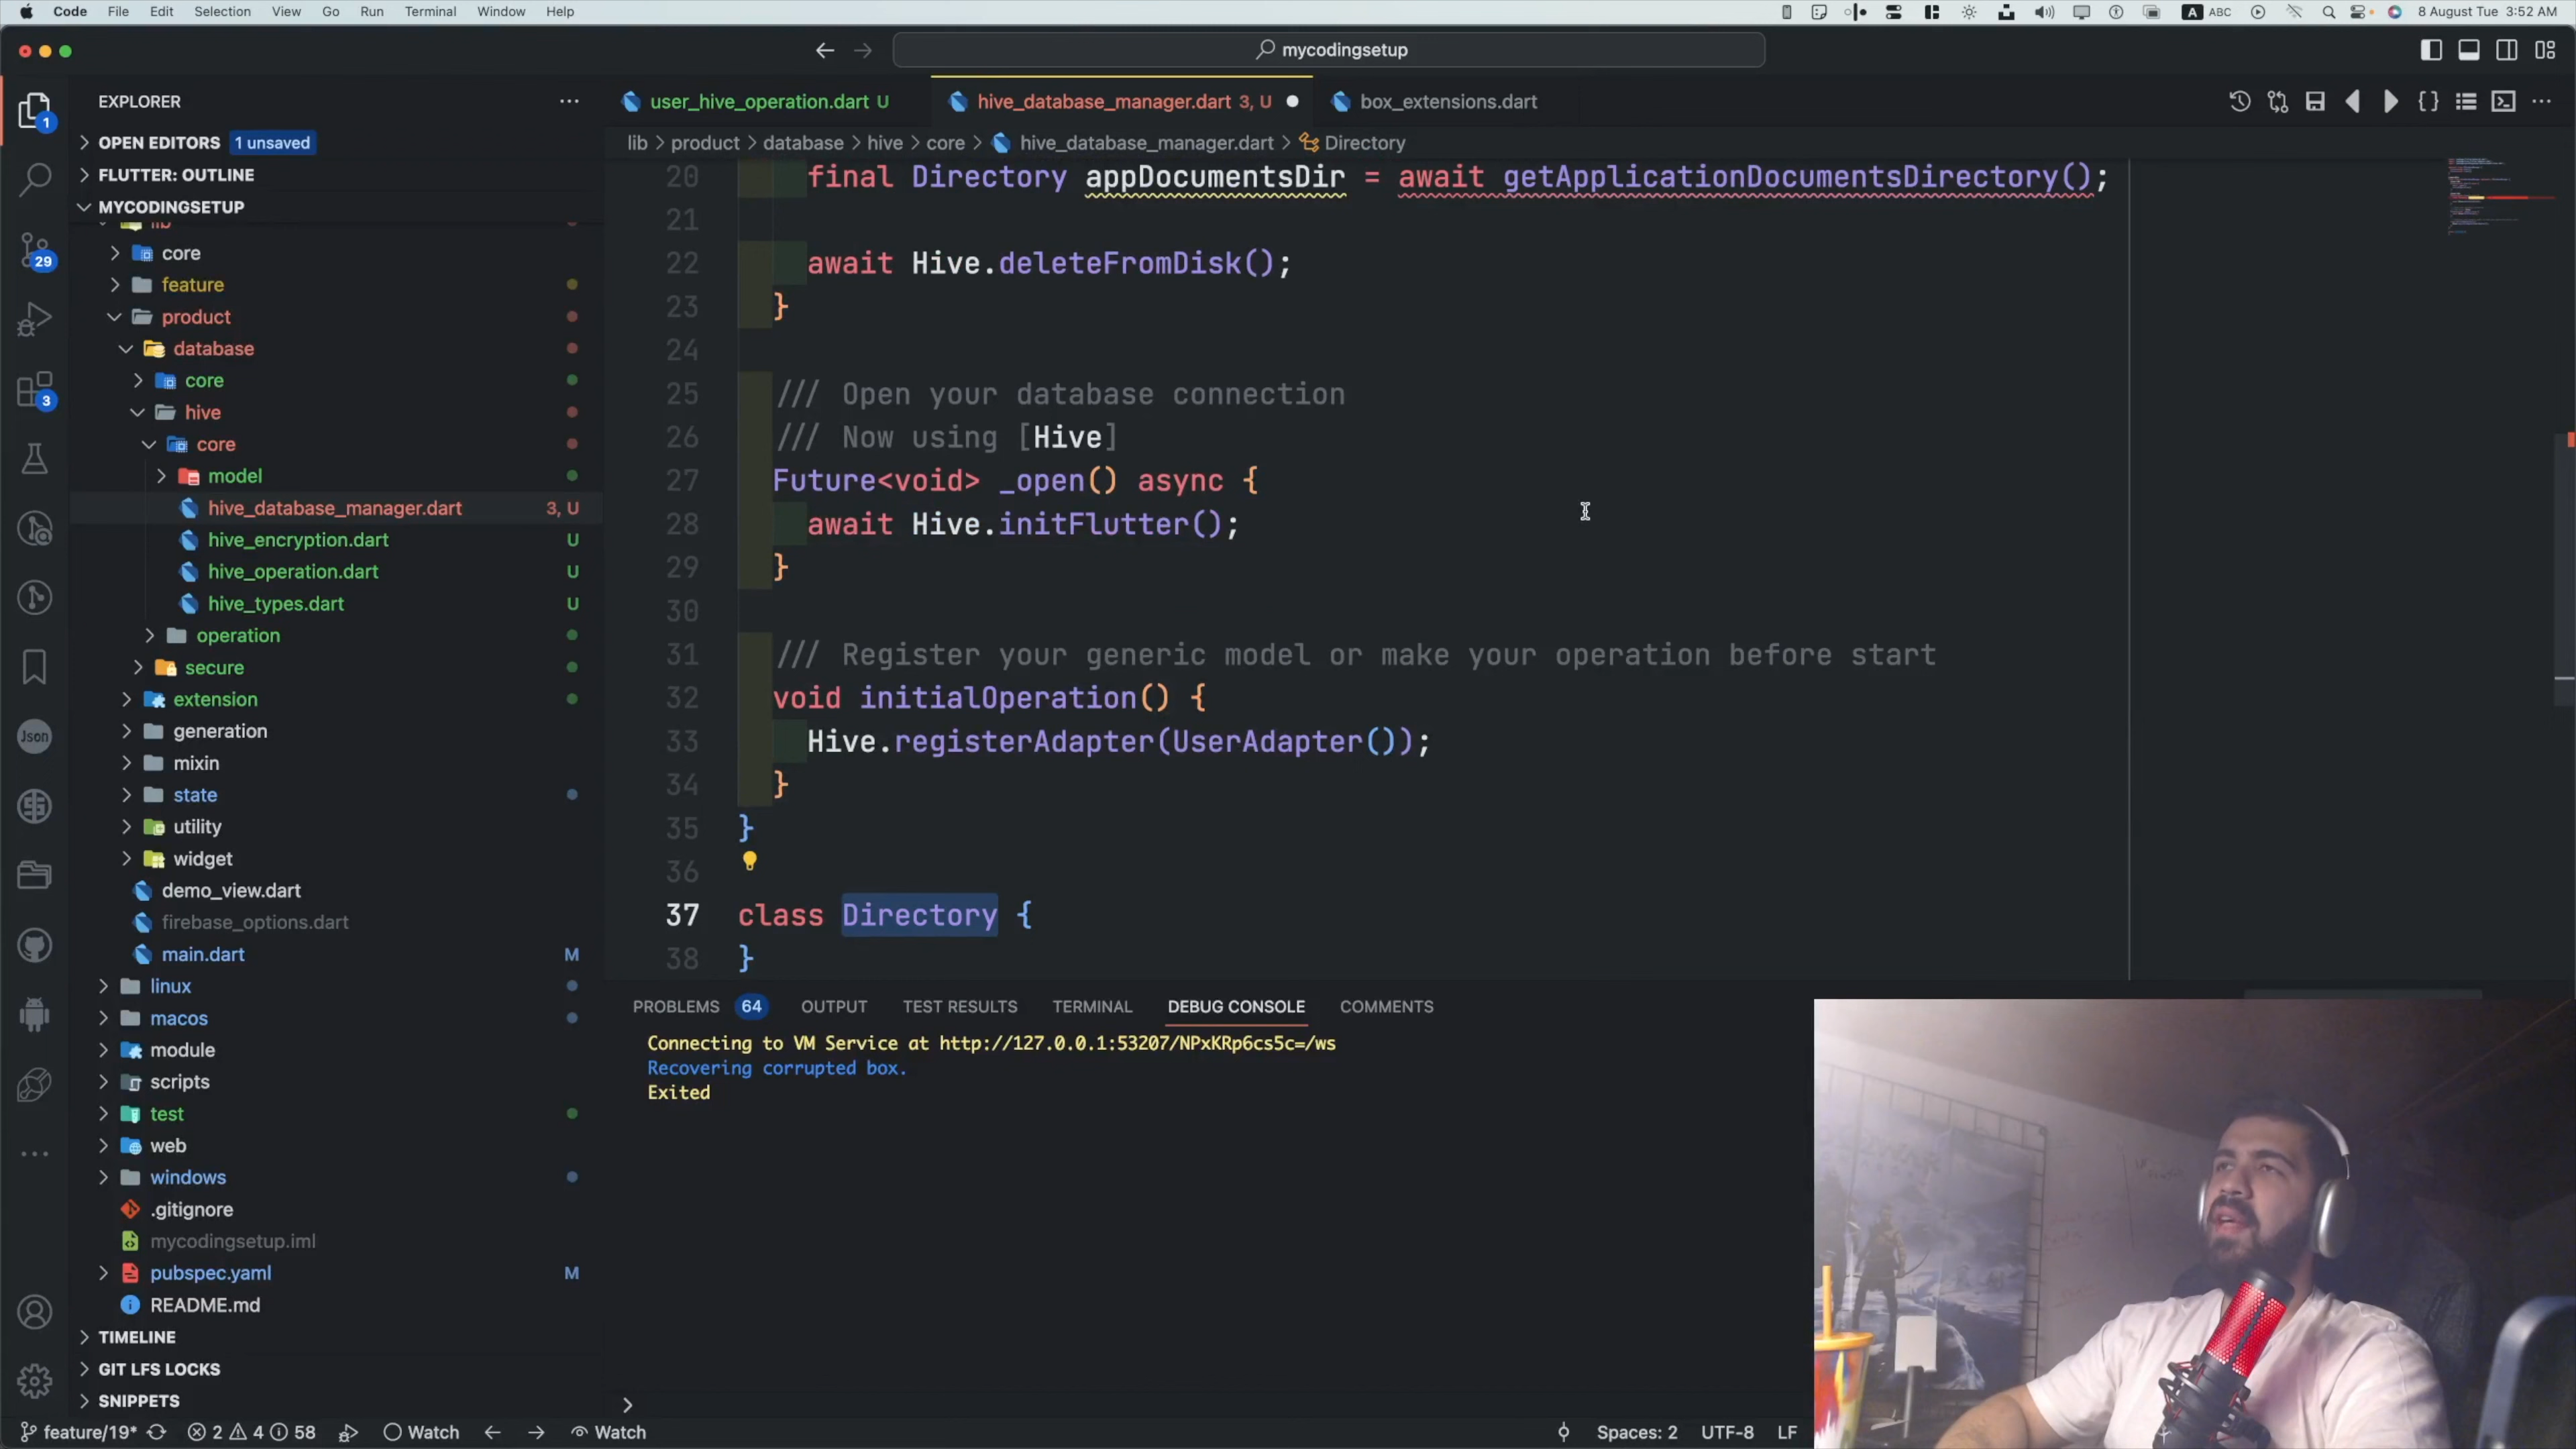 Code File Edit Selection View Go Run Terminal Window Help
A ABC 8 August Tue 3:52 AM
mycodingsetup
EXPLORER
user_hive_operation.dart U
hive_database_manager.dart 3, U
box_extensions.dart
OPEN EDITORS 1 unsaved
lib > product > database > hive > core > hive_database_manager.dart > Directory
FLUTTER: OUTLINE
MYCODINGSETUP
lib
core
feature
product
database
core
hive
core
model
hive_database_manager.dart 3, U
hive_encryption.dart U
hive_operation.dart U
hive_types.dart U
operation
secure
extension
generation
mixin
state
utility
widget
demo_view.dart
firebase_options.dart
main.dart M
linux
macos
module
scripts
test
web
windows
.gitignore
mycodingsetup.iml
pubspec.yaml M
README.md
TIMELINE
GIT LFS LOCKS
SNIPPETS
1
29
3
Json
20 final Directory appDocumentsDir = await getApplicationDocumentsDirectory();
21
22 await Hive.deleteFromDisk();
23 }
24
25 /// Open your database connection
26 /// Now using [Hive]
27 Future<void> _open() async {
28 await Hive.initFlutter();
29 }
30
31 /// Register your generic model or make your operation before start
32 void initialOperation() {
33 Hive.registerAdapter(UserAdapter());
34 }
35 }
36
37 class Directory {
38 }
PROBLEMS 64 OUTPUT TEST RESULTS TERMINAL DEBUG CONSOLE COMMENTS
Connecting to VM Service at http://127.0.0.1:53207/NPxKRp6cs5c=/ws
Recovering corrupted box.
Exited
feature/19* 2 4 58 Watch Watch Spaces: 2 UTF-8 LF